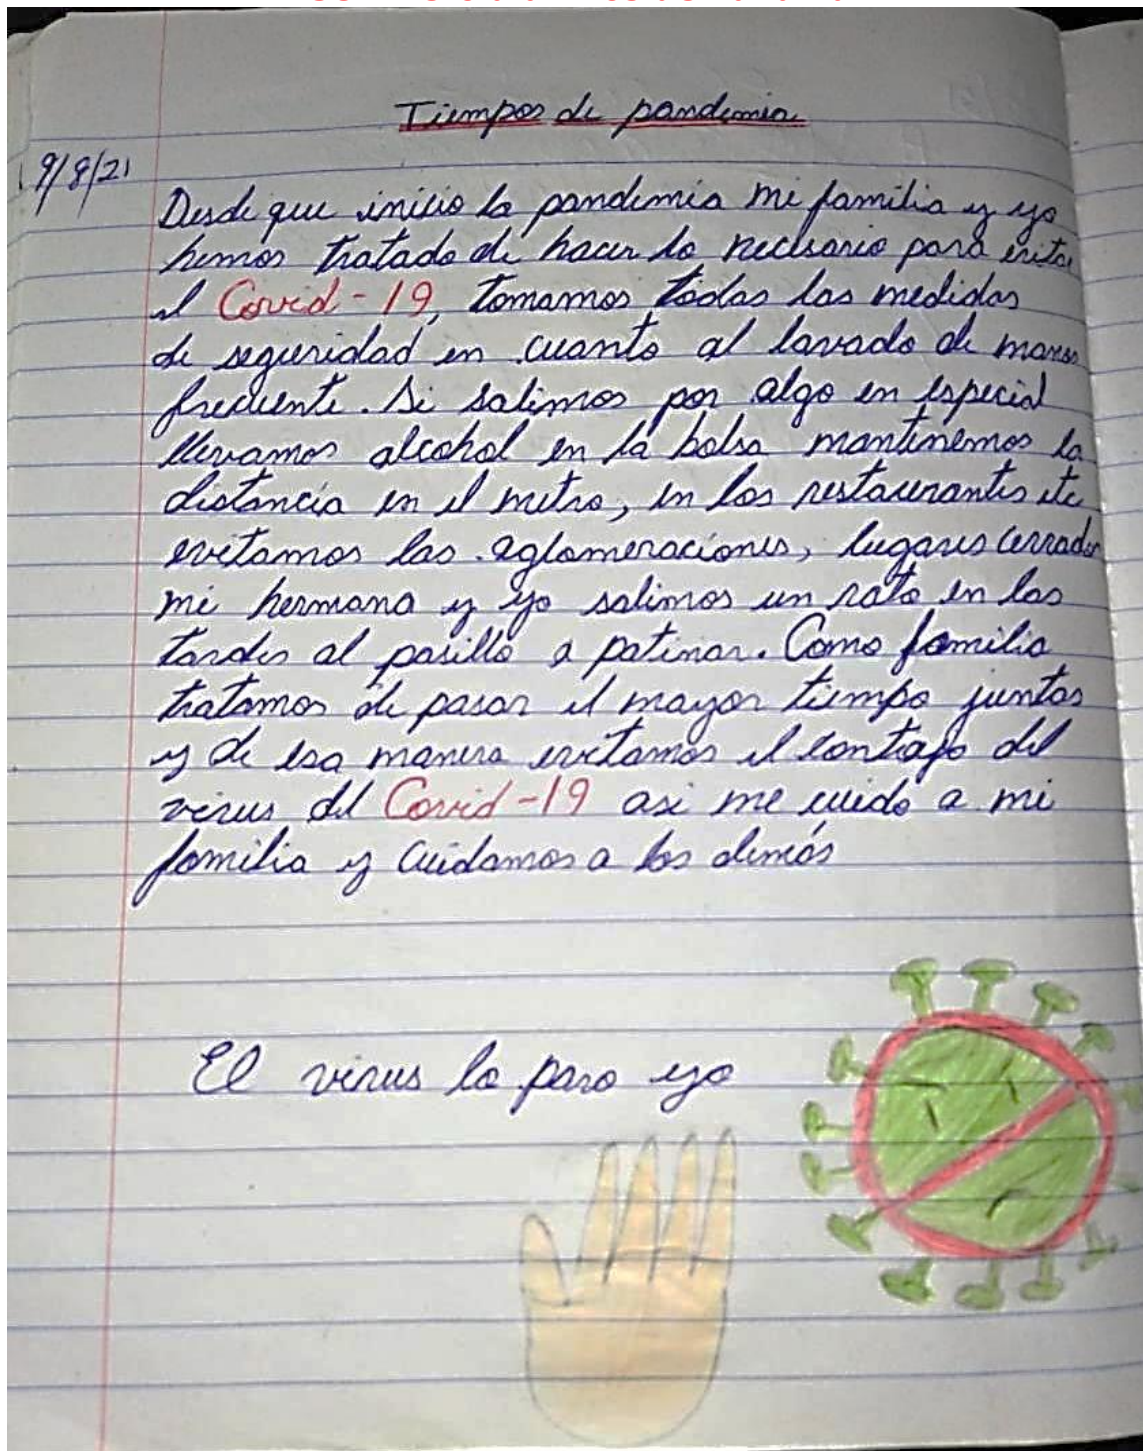 Tiempos de pandemia
19/8/21
Desde que inicio la pandemia mi familia y yo
hemos tratado de hacer lo necesario para evitar
el Covid-19, tomamos todas las medidas
de seguridad en cuanto al lavado de manos
frecuente. Si salimos por algo en especial
llevamos alcohol en la bolsa mantinemos la
distancia en el metro, en los restaurantes etc
evitamos las aglomeraciones, lugares cerrados
mi hermana y yo salimos un rato en las
tardes al pasillo a patinar. Como familia
tratamos de pasar el mayor tiempo juntos
y de esa manera evitamos el contagio del
virus del Covid-19 asi me cuido a mi
familia y cuidamos a los demás
El virus lo paro yo